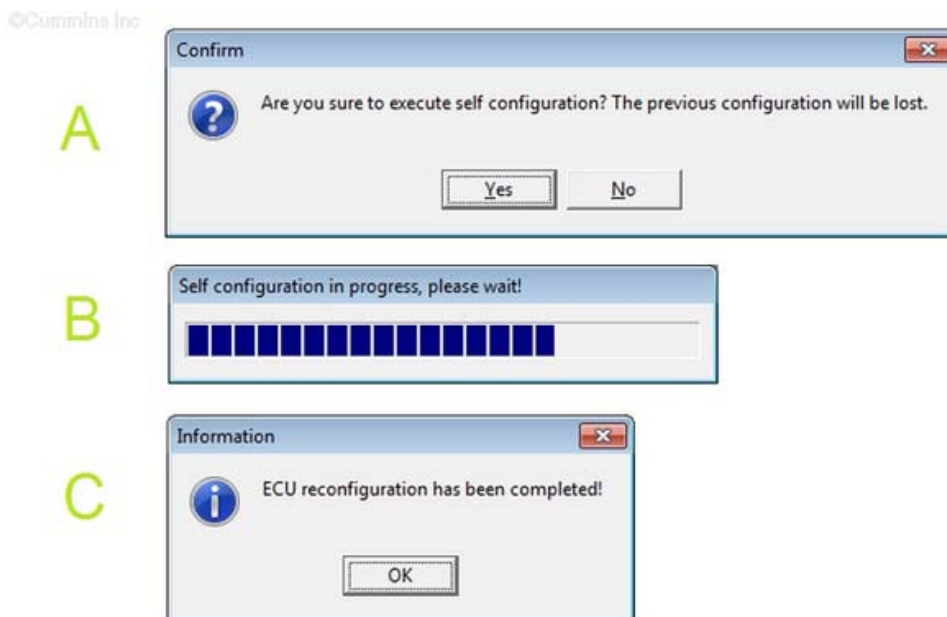 ©Cummins Inc
A
Confirm
Are you sure to execute self configuration? The previous configuration will be lost.
Yes
No
B
Self configuration in progress, please wait!
C
Information
ECU reconfiguration has been completed!
OK